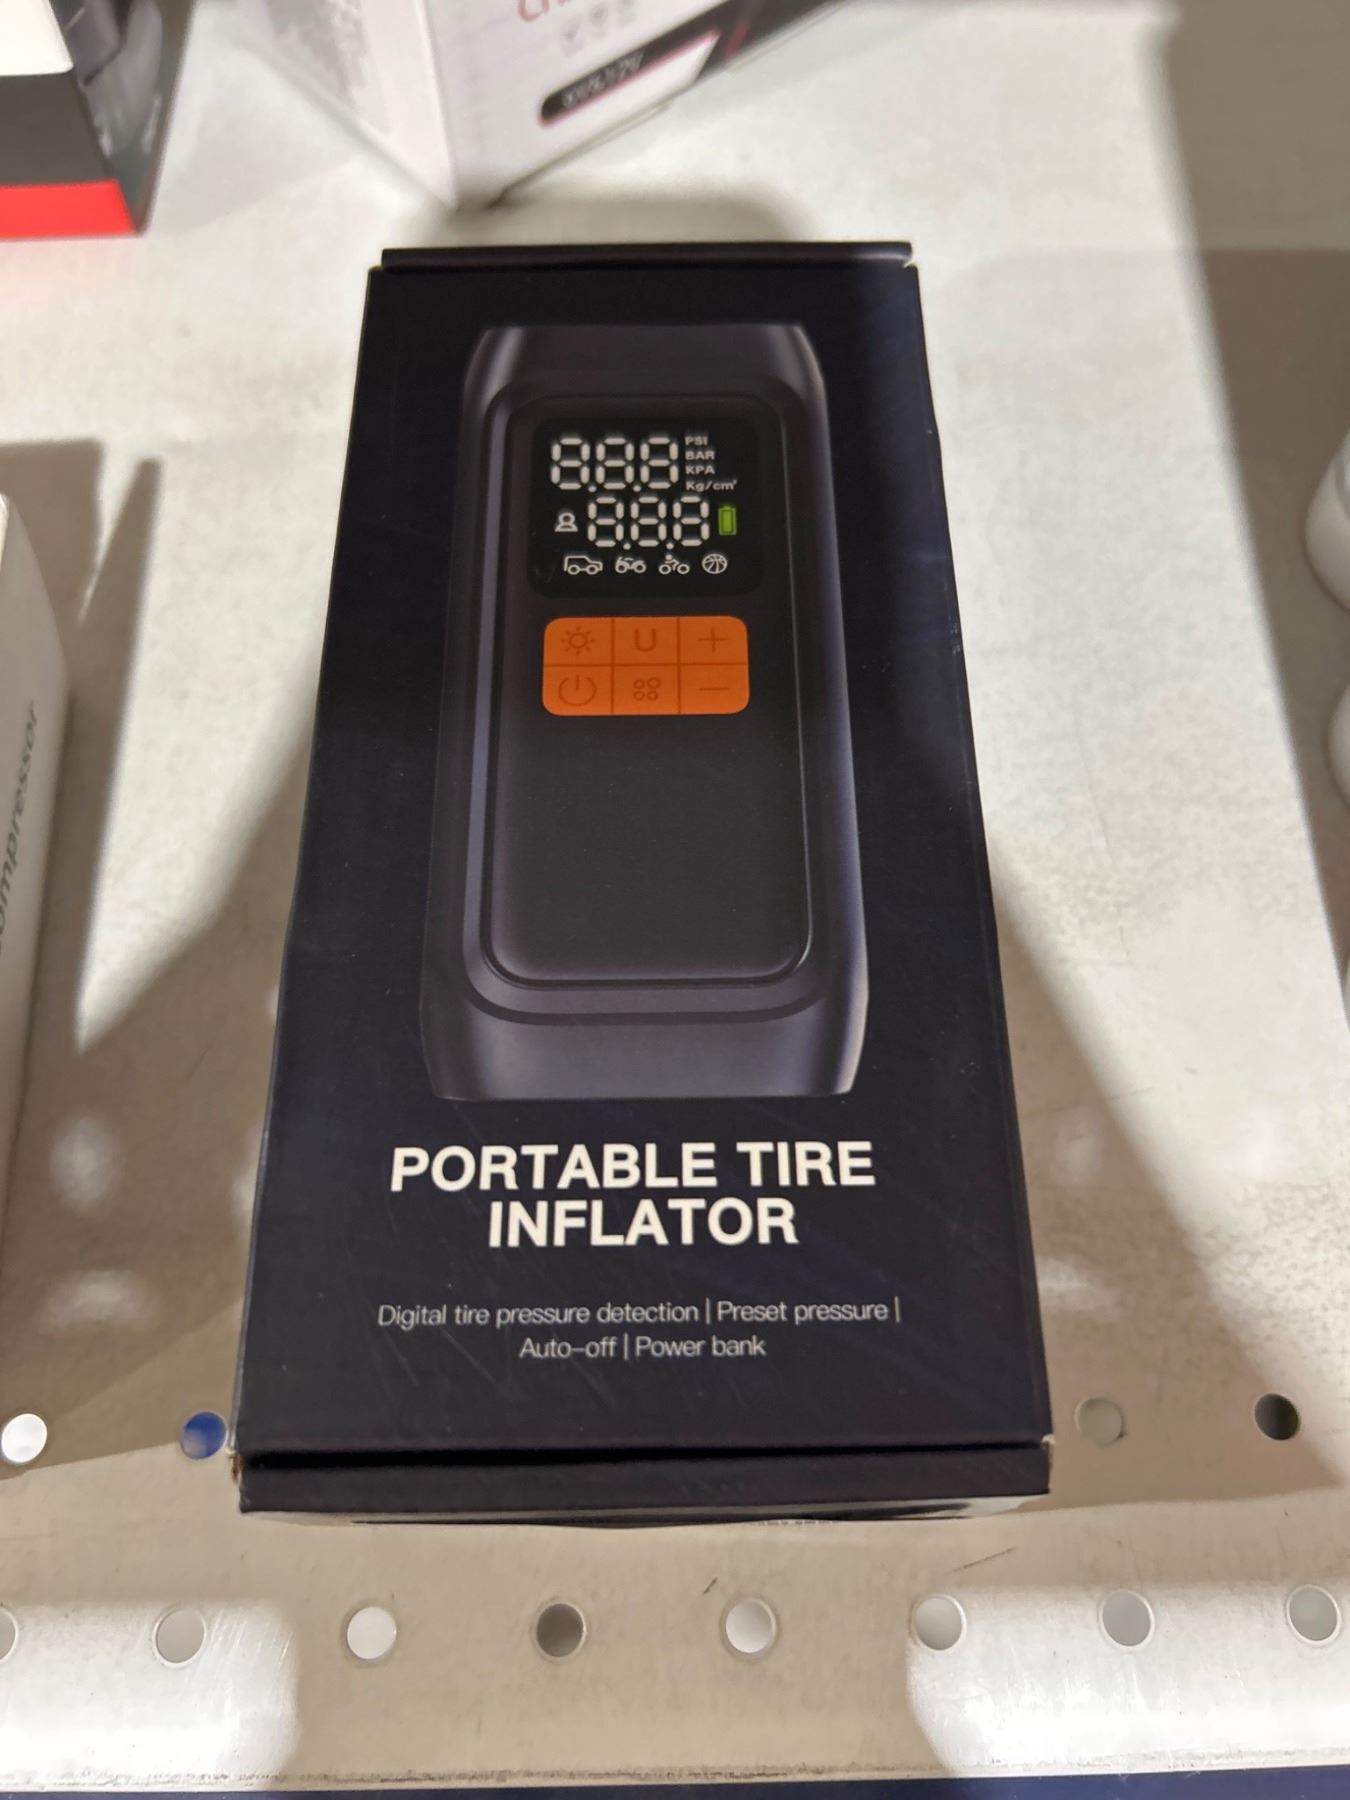 888 PSI
BAR
KPA
Kg/cm²
888
U +
−
PORTABLE TIRE
INFLATOR
Digital tire pressure detection | Preset pressure |
Auto-off | Power bank
ompressor